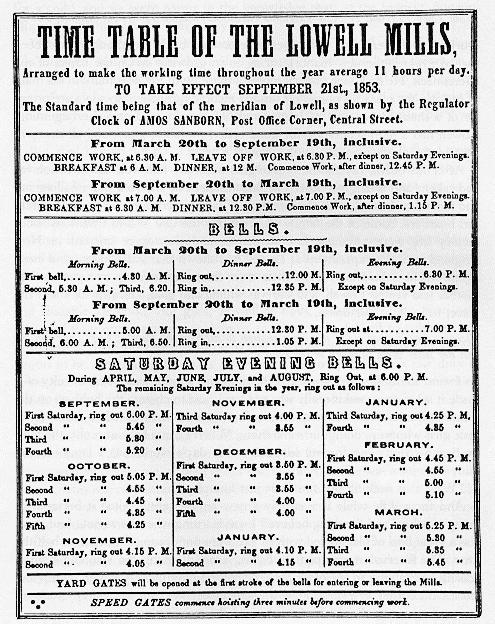 TIME TABLE OF THE LOWELL MILLS,
Arranged to make the working time throughout the year average 11 hours per day.
TO TAKE EFFECT SEPTEMBER 21st., 1853.
The Standard time being that of the meridian of Lowell, as shown by the Regulator
Clock of AMOS SANBORN, Post Office Corner, Central Street.
From March 20th to September 19th, inclusive.
COMMENCE WORK, at 6.30 A. M. LEAVE OFF WORK, at 6.30 P. M., except on Saturday Evenings.
BREAKFAST at 6 A. M. DINNER, at 12 M. Commence Work, after dinner, 12.45 P. M.
From September 20th to March 19th, inclusive.
COMMENCE WORK at 7.00 A. M. LEAVE OFF WORK, at 7.00 P. M., except on Saturday Evenings.
BREAKFAST at 6.30 A. M. DINNER, at 12.30 P.M. Commence Work, after dinner, 1.15 P. M.
BELLS.
From March 20th to September 19th, inclusive.
Morning Bells. Dinner Bells. Evening Bells.
First bell,..........4.30 A. M. Ring out,.............12.00 M. Ring out,...........6.30 P. M.
Second, 5.30 A. M.; Third, 6.20. Ring in,.............12.35 P.M. Except on Saturday Evenings.
From September 20th to March 19th, inclusive.
Morning Bells. Dinner Bells. Evening Bells.
First bell,..........5.00 A. M. Ring out,..........12.30 P. M. Ring out at..........7.00 P. M.
Second, 6.00 A. M.; Third, 6.50. Ring in,..........1.05 P. M. Except on Saturday Evenings.
SATURDAY EVENING BELLS.
During APRIL, MAY, JUNE, JULY, and AUGUST, Ring Out, at 6.00 P. M.
The remaining Saturday Evenings in the year, ring out as follows:
SEPTEMBER.
First Saturday, ring out 6.00 P. M.
Second " " 5.45 "
Third " " 5.30 "
Fourth " " 5.20 "
OCTOBER.
First Saturday, ring out 5.05 P. M.
Second " " 4.55 "
Third " " 4.45 "
Fourth " " 4.35 "
Fifth " " 4.25 "
NOVEMBER.
First Saturday, ring out 4.15 P. M.
Second " " 4.05 "
NOVEMBER.
Third Saturday ring out 4.00 P. M.
Fourth " " 3.55 "
DECEMBER.
First Saturday, ring out 3.50 P. M.
Second " " 3.55 "
Third " " 3.55 "
Fourth " " 4.00 "
Fifth " " 4.00 "
JANUARY.
First Saturday, ring out 4.10 P. M.
Second " " 4.15 "
JANUARY.
Third Saturday, ring out 4.25 P. M.
Fourth " " 4.35 "
FEBRUARY.
First Saturday, ring out 4.45 P. M.
Second " " 4.55 "
Third " " 5.00 "
Fourth " " 5.10 "
MARCH.
First Saturday, ring out 5.25 P. M.
Second " " 5.30 "
Third " " 5.35 "
Fourth " " 5.45 "
YARD GATES will be opened at the first stroke of the bells for entering or leaving the Mills.
SPEED GATES commence hoisting three minutes before commencing work.